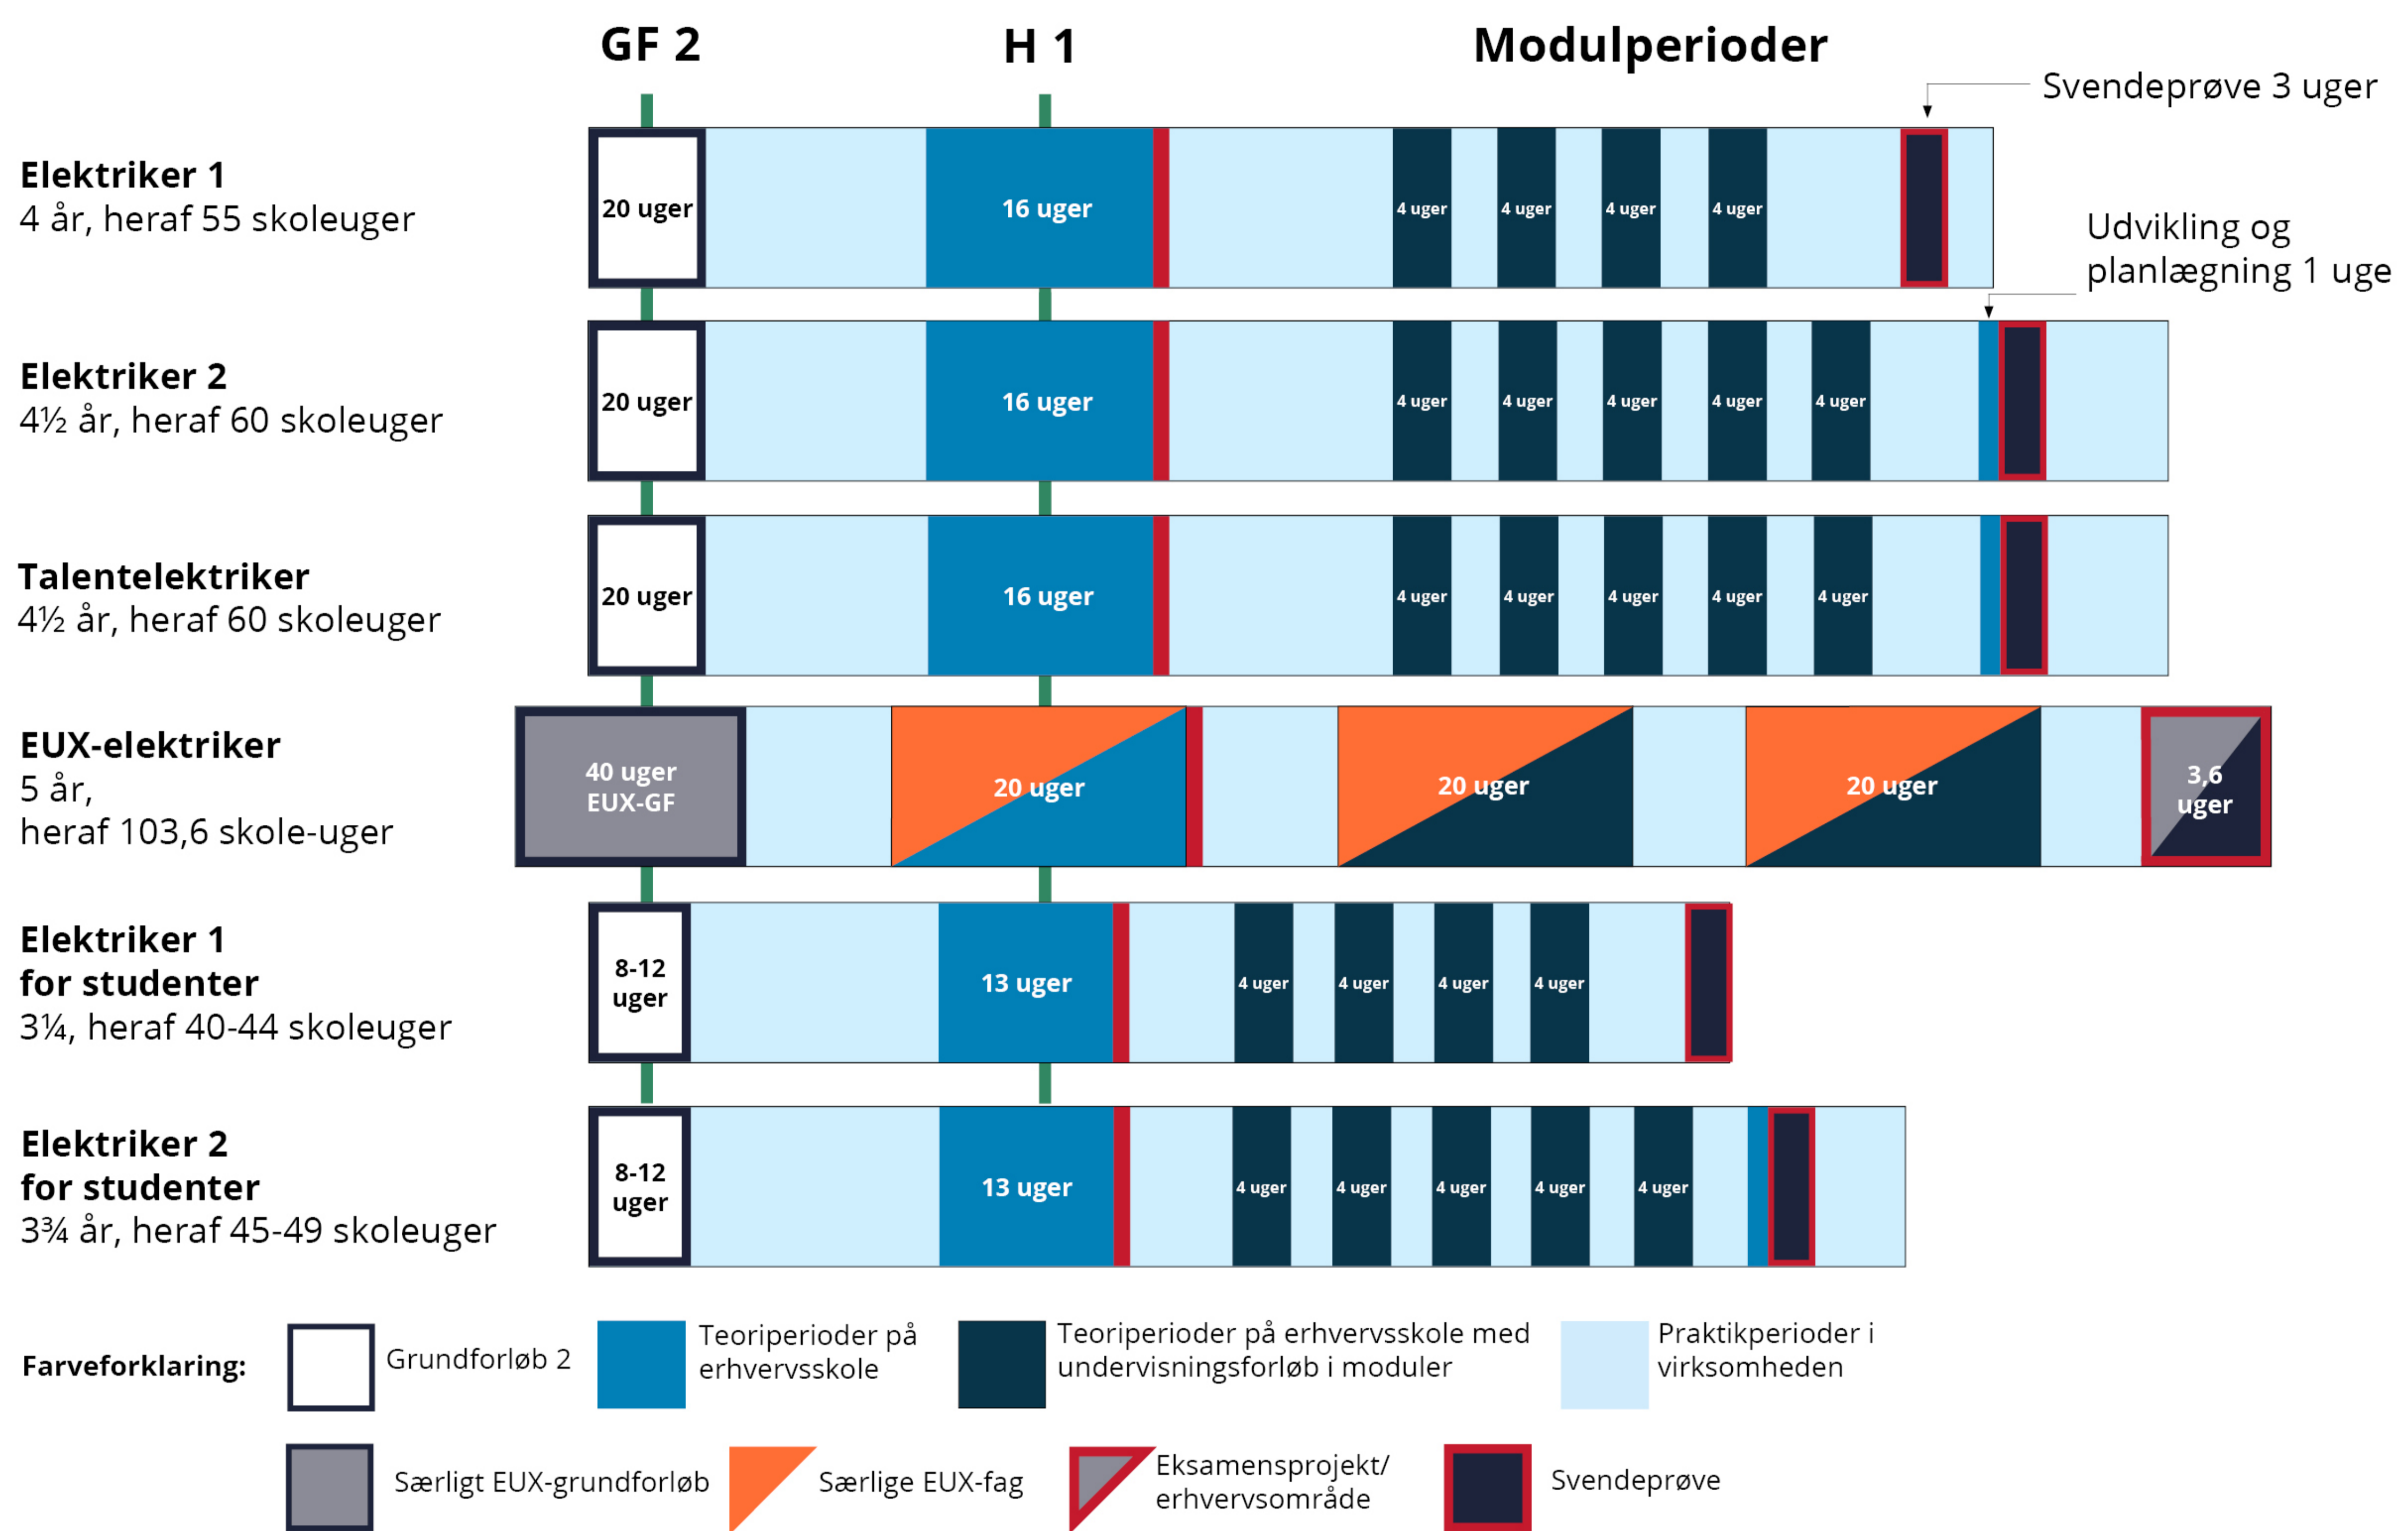 GF 2
H 1
Modulperioder
Svendeprøve 3 uger
Elektriker 1
4 år, heraf 55 skoleuger
20 uger
16 uger
4 uger
4 uger
4 uger
4 uger
Udvikling og
planlægning 1 uge
Elektriker 2
4½ år, heraf 60 skoleuger
20 uger
16 uger
4 uger
4 uger
4 uger
4 uger
4 uger
Talentelektriker
4½ år, heraf 60 skoleuger
20 uger
16 uger
4 uger
4 uger
4 uger
4 uger
4 uger
EUX-elektriker
5 år,
heraf 103,6 skole-uger
40 uger
EUX-GF
20 uger
20 uger
20 uger
3,6
uger
Elektriker 1
for studenter
3¼, heraf 40-44 skoleuger
8-12
uger
13 uger
4 uger
4 uger
4 uger
4 uger
Elektriker 2
for studenter
3¾ år, heraf 45-49 skoleuger
8-12
uger
13 uger
4 uger
4 uger
4 uger
4 uger
4 uger
Farveforklaring:
Grundforløb 2
Teoriperioder på
erhvervsskole
Teoriperioder på erhvervsskole med
undervisningsforløb i moduler
Praktikperioder i
virksomheden
Særligt EUX-grundforløb
Særlige EUX-fag
Eksamensprojekt/
erhvervsområde
Svendeprøve